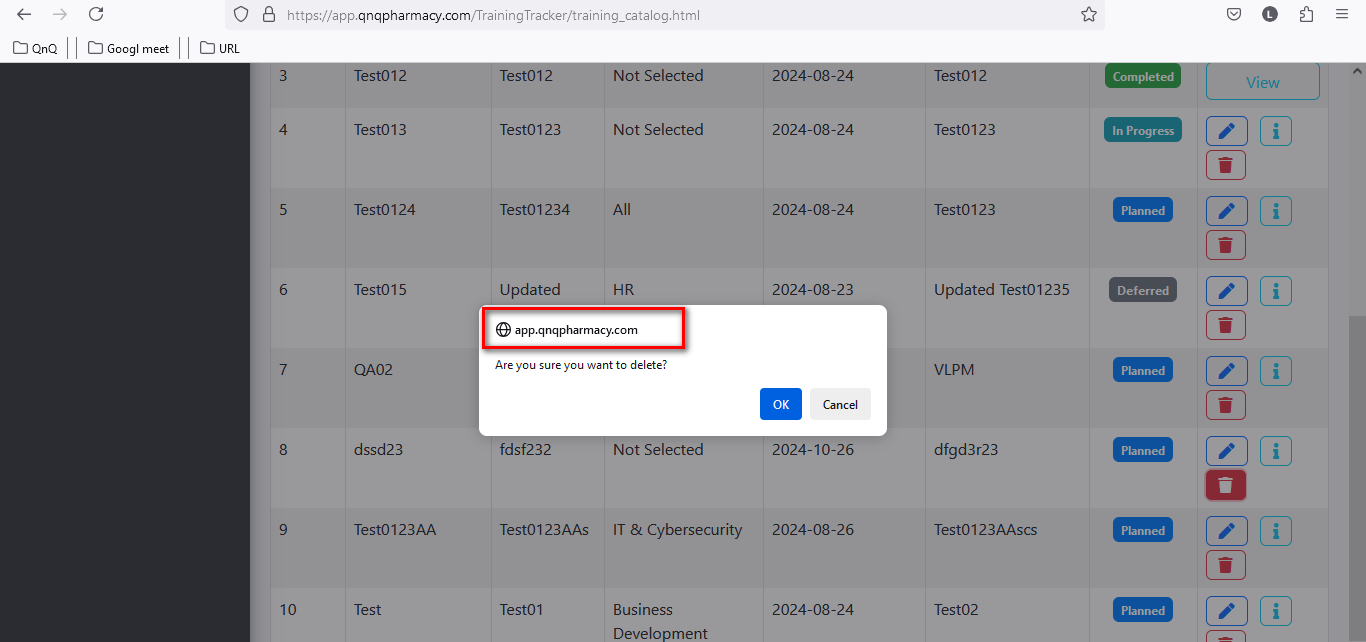 https://app.qnqpharmacy.com/TrainingTracker/training_catalog.html
L
QnQ
Googl meet
URL
3 Test012 Test012 Not Selected 2024-08-24 Test012 Completed View
4 Test013 Test0123 Not Selected 2024-08-24 Test0123 In Progress
5 Test0124 Test01234 All 2024-08-24 Test0123 Planned
6 Test015 Updated HR 2024-08-23 Updated Test01235 Deferred
app.qnqpharmacy.com
Are you sure you want to delete?
OK Cancel
7 QA02 VLPM Planned
8 dssd23 fdsf232 Not Selected 2024-10-26 dfgd3r23 Planned
9 Test0123AA Test0123AAs IT & Cybersecurity 2024-08-26 Test0123AAscs Planned
10 Test Test01 Business 2024-08-24 Test02 Planned
Development